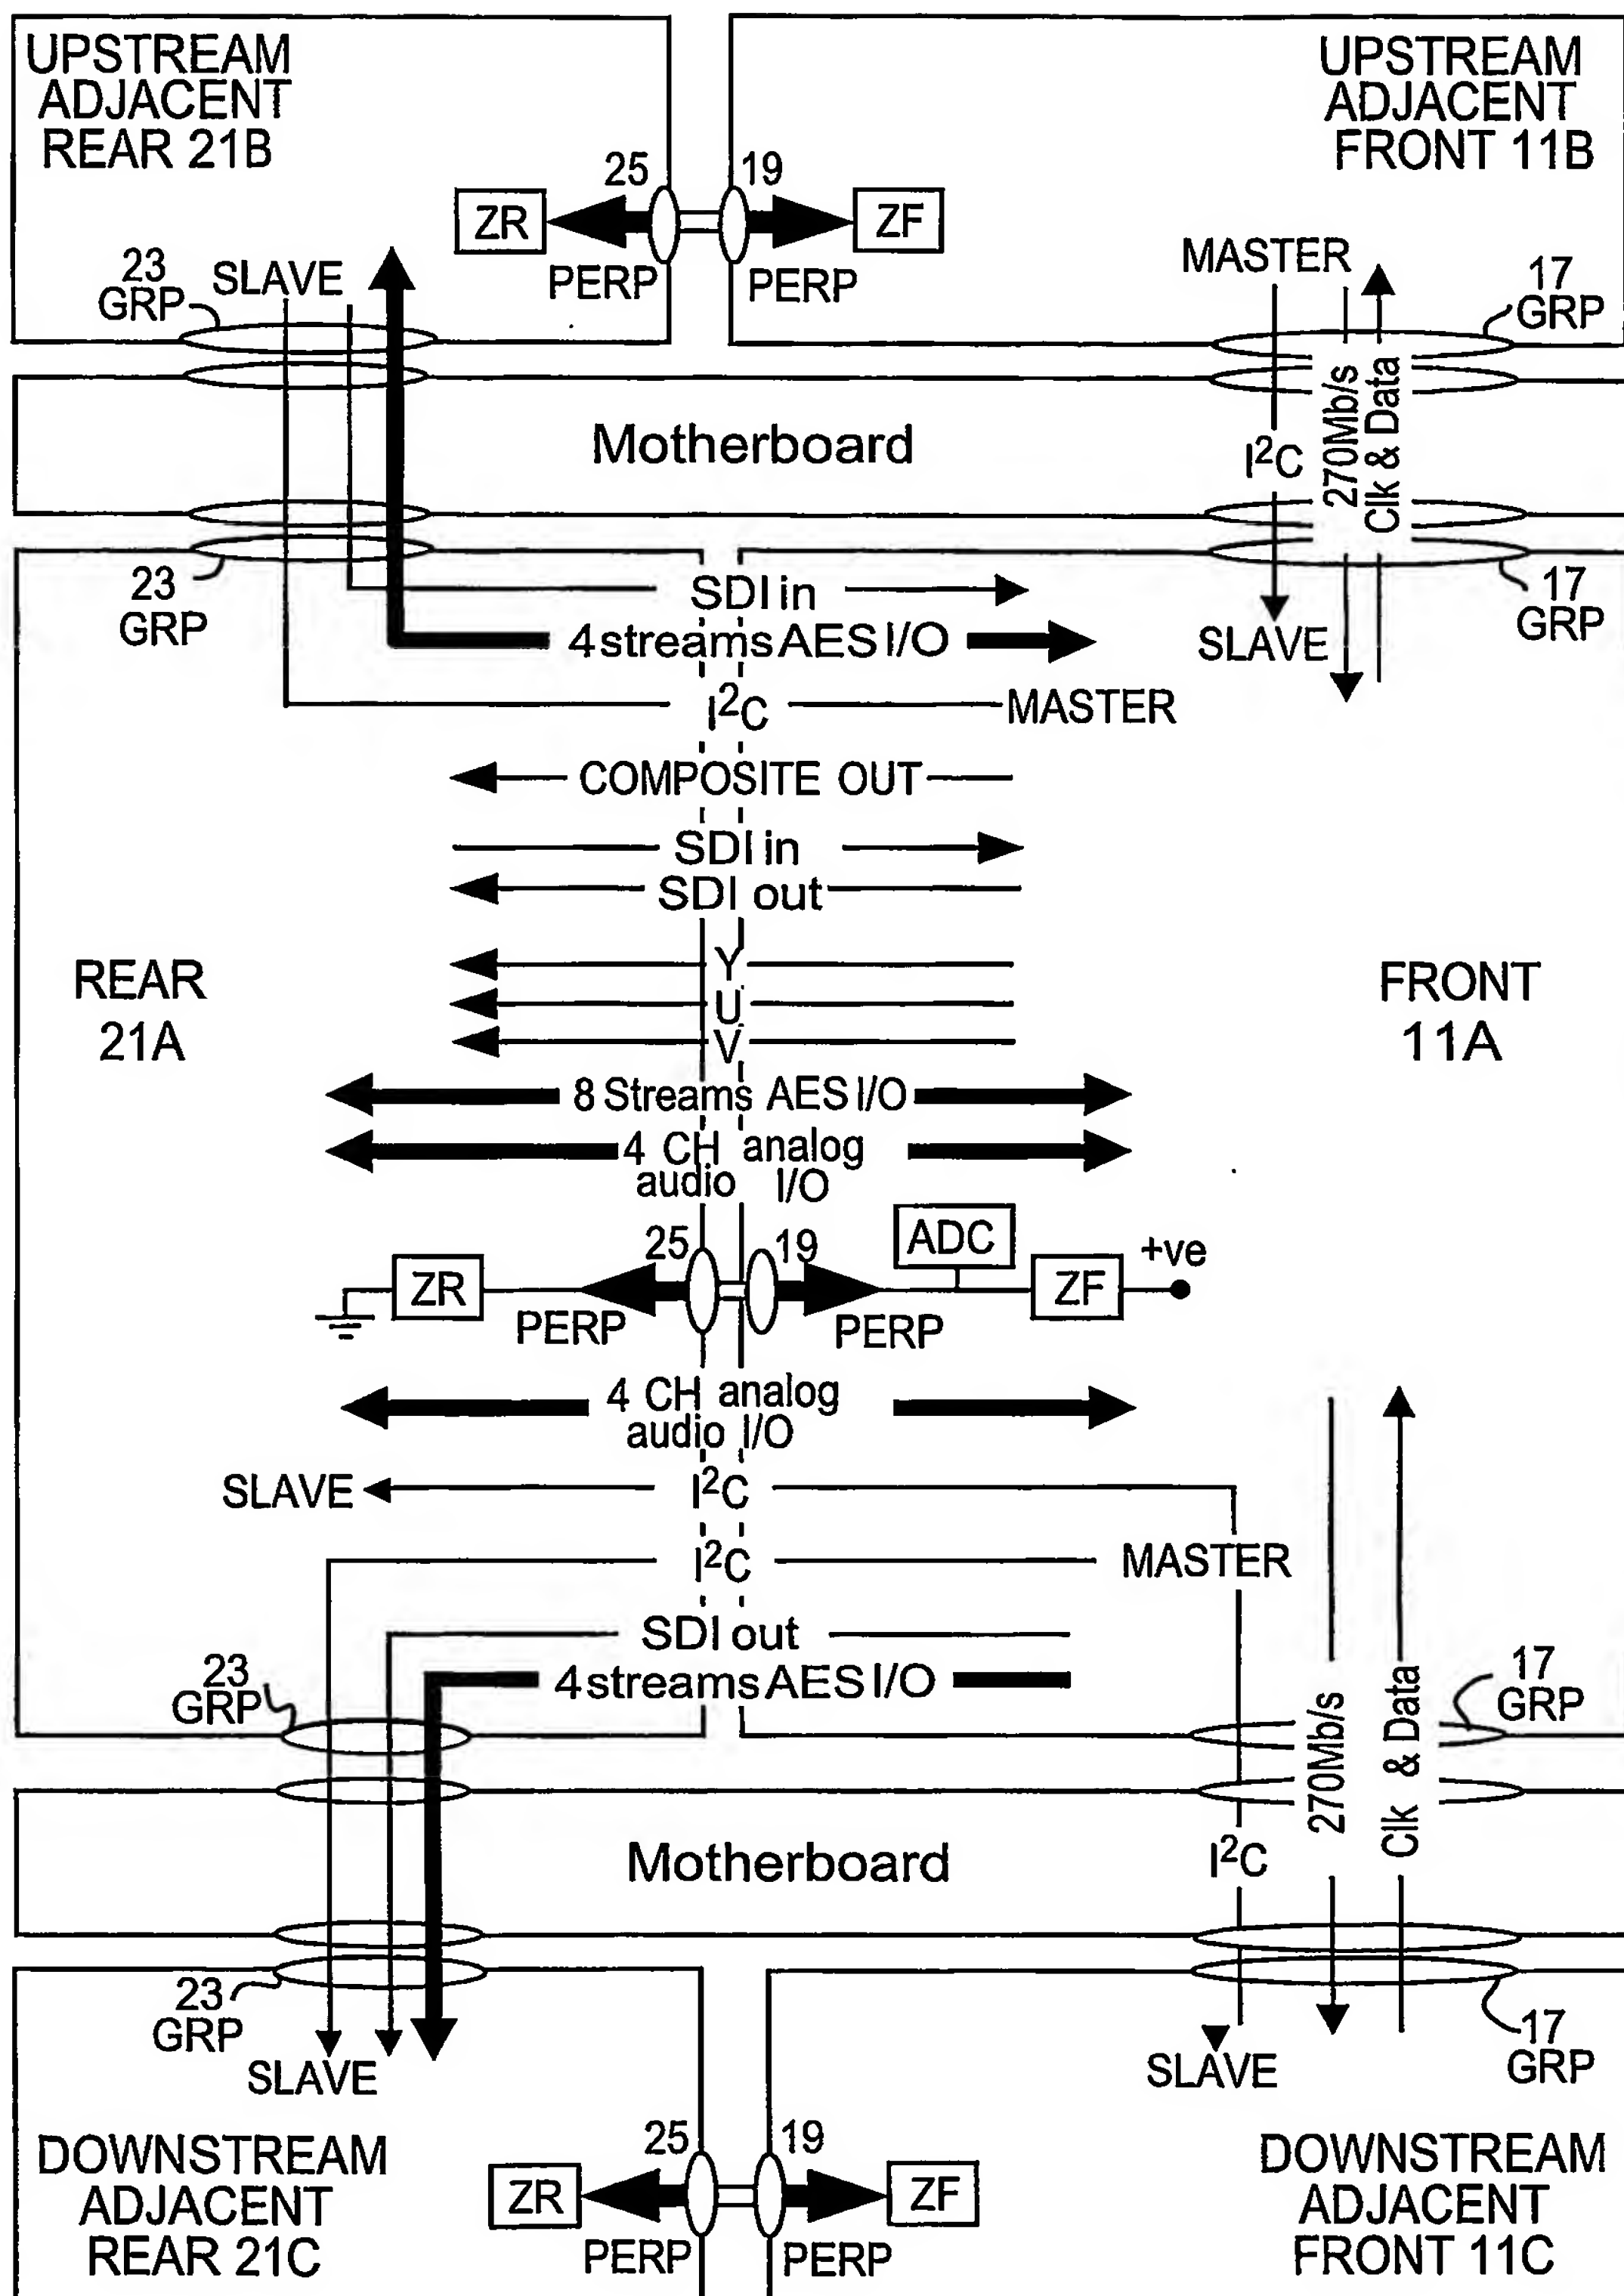 UPSTREAM
ADJACENT
REAR 21B
UPSTREAM
ADJACENT
FRONT 11B
25
19
ZR
ZF
PERP
PERP
23
GRP
SLAVE
MASTER
17
GRP
270Mb/s
Clk & Data
Motherboard
I²C
23
GRP
17
GRP
SDI in
4 streams AES I/O
SLAVE
I²C
MASTER
COMPOSITE OUT
SDI in
SDI out
Y
U
V
REAR
21A
FRONT
11A
8 Streams AES I/O
4 CH analog
audio I/O
25
19
ADC
+ve
ZR
ZF
PERP
PERP
4 CH analog
audio I/O
SLAVE
I²C
I²C
MASTER
SDI out
4 streams AES I/O
23
GRP
17
GRP
270Mb/s
Clk & Data
Motherboard
I²C
23
GRP
SLAVE
SLAVE
17
GRP
DOWNSTREAM
ADJACENT
REAR 21C
25
19
ZR
ZF
PERP
PERP
DOWNSTREAM
ADJACENT
FRONT 11C